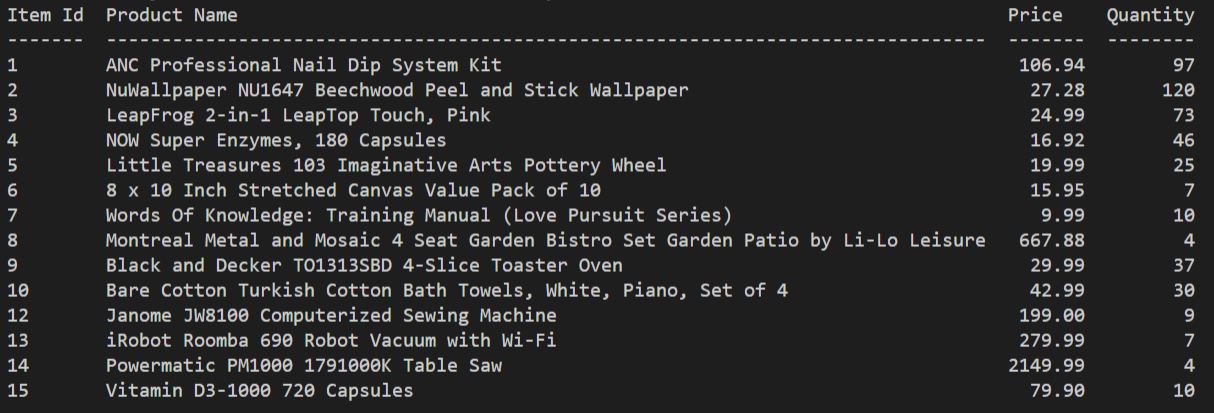 Item Id  Product Name                                                                      Price    Quantity
-------  --------------------------------------------------------------------------------  -------  --------
1        ANC Professional Nail Dip System Kit                                               106.94        97
2        NuWallpaper NU1647 Beechwood Peel and Stick Wallpaper                               27.28       120
3        LeapFrog 2-in-1 LeapTop Touch, Pink                                                 24.99        73
4        NOW Super Enzymes, 180 Capsules                                                     16.92        46
5        Little Treasures 103 Imaginative Arts Pottery Wheel                                 19.99        25
6        8 x 10 Inch Stretched Canvas Value Pack of 10                                       15.95         7
7        Words Of Knowledge: Training Manual (Love Pursuit Series)                            9.99        10
8        Montreal Metal and Mosaic 4 Seat Garden Bistro Set Garden Patio by Li-Lo Leisure   667.88         4
9        Black and Decker TO1313SBD 4-Slice Toaster Oven                                     29.99        37
10       Bare Cotton Turkish Cotton Bath Towels, White, Piano, Set of 4                      42.99        30
12       Janome JW8100 Computerized Sewing Machine                                          199.00         9
13       iRobot Roomba 690 Robot Vacuum with Wi-Fi                                          279.99         7
14       Powermatic PM1000 1791000K Table Saw                                              2149.99         4
15       Vitamin D3-1000 720 Capsules                                                        79.90        10